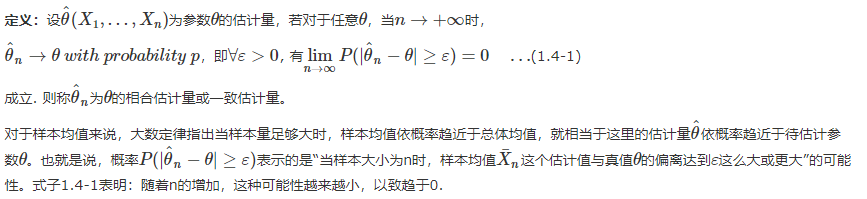 定义：设$\hat{\theta}(X_1,\ldots,X_n)$为参数$\theta$的估计量，若对于任意$\theta$，当$n \to +\infty$时，
$\hat{\theta}_n \to \theta \ with \ probability \ p$，即$\forall \varepsilon > 0$，有$\lim\limits_{n \to \infty} P(|\hat{\theta}_n - \theta| \geq \varepsilon) = 0 \quad \ldots$(1.4-1)
成立. 则称$\hat{\theta}_n$为$\theta$的相合估计量或一致估计量。
对于样本均值来说，大数定律指出当样本量足够大时，样本均值依概率趋近于总体均值，就相当于这里的估计量$\hat{\theta}$依概率趋近于待估计参
数$\theta$。也就是说，概率$P(|\hat{\theta}_n - \theta| \geq \varepsilon)$表示的是“当样本大小为n时，样本均值$\bar{X}_n$这个估计值与真值$\theta$的偏离达到$\varepsilon$这么大或更大”的可能
性。式子1.4-1表明：随着n的增加，这种可能性越来越小，以致趋于0.